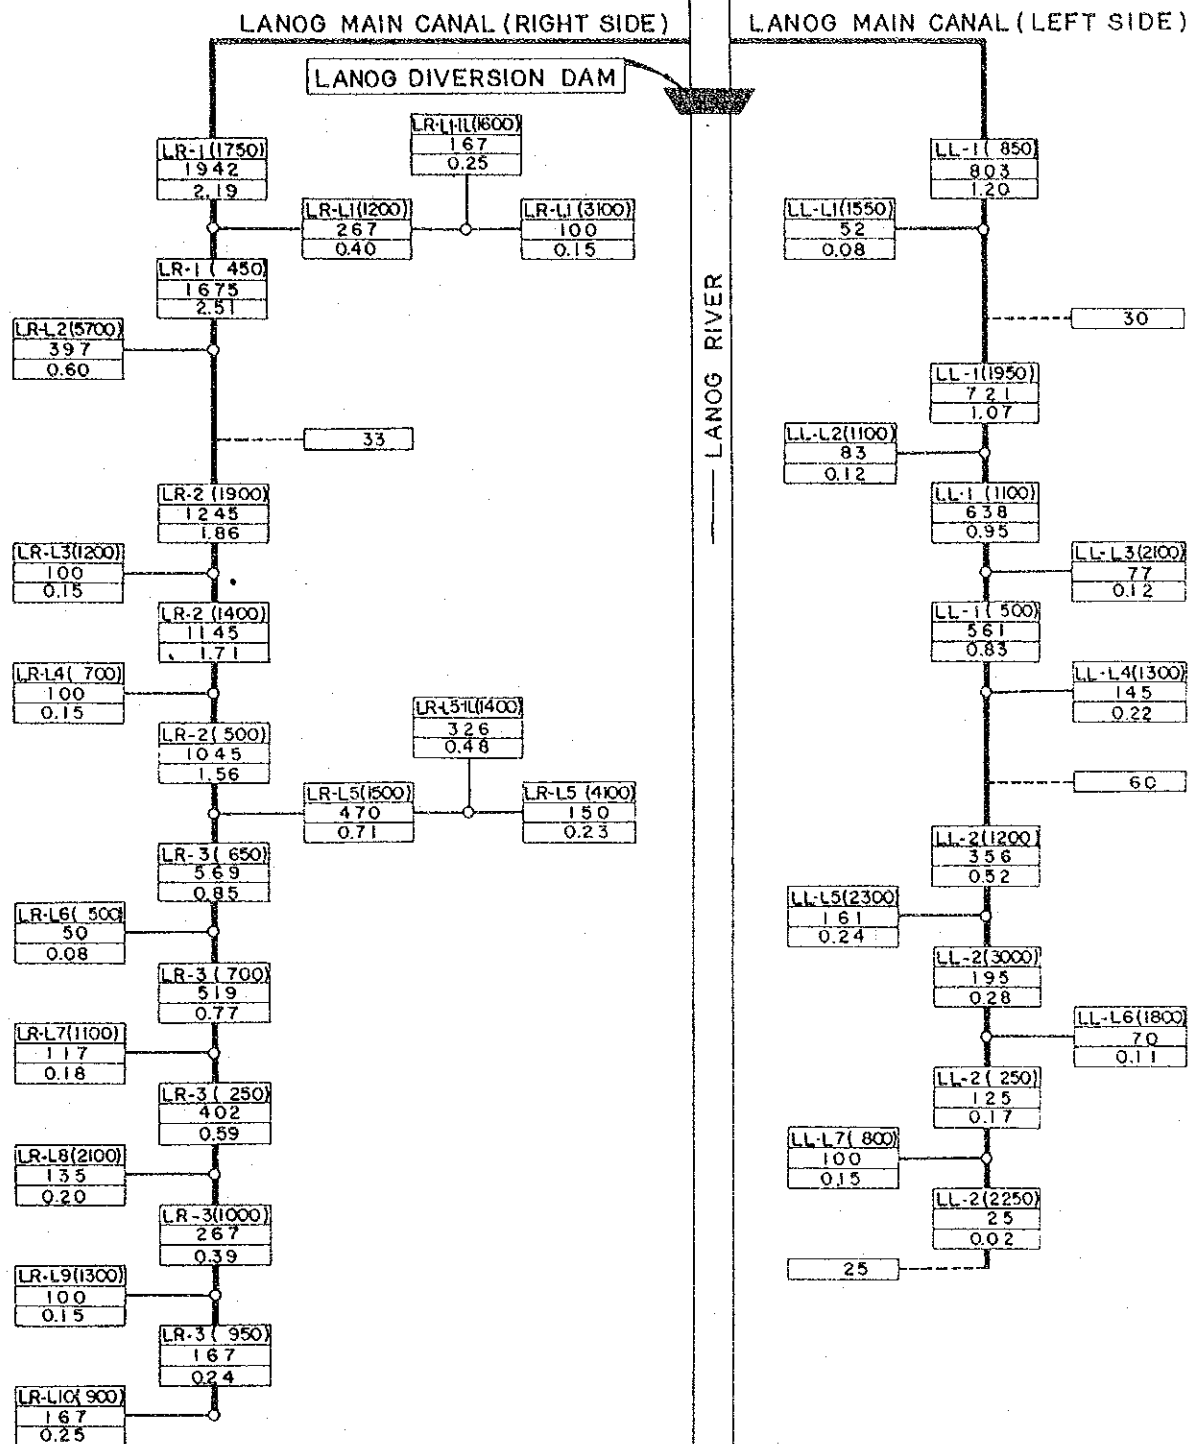 LANOG MAIN CANAL (RIGHT SIDE)
LANOG MAIN CANAL (LEFT SIDE)
LANOG DIVERSION DAM
LANOG RIVER
LR-1(1750)
1942
2.19
LR-L1-1L(1600)
167
0.25
LR-L1(1200)
267
0.40
LR-L1(3100)
100
0.15
LR-1( 450)
1675
2.51
LR-L2(5700)
397
0.60
33
LR-2(1900)
1245
1.86
LR-L3(1200)
100
0.15
LR-2(1400)
1145
1.71
LR-L4( 700)
100
0.15
LR-2( 500)
1045
1.56
LR-L5-1L(1400)
326
0.48
LR-L5(1500)
470
0.71
LR-L5(4100)
150
0.23
LR-3( 650)
569
0.85
LR-L6( 500)
50
0.08
LR-3( 700)
519
0.77
LR-L7(1100)
117
0.18
LR-3( 250)
402
0.59
LR-L8(2100)
135
0.20
LR-3(1000)
267
0.39
LR-L9(1300)
100
0.15
LR-3( 950)
167
0.24
LR-L10( 900)
167
0.25
LL-1( 850)
803
1.20
LL-L1(1550)
52
0.08
30
LL-1(1950)
721
1.07
LL-L2(1100)
83
0.12
LL-1(1100)
638
0.95
LL-L3(2100)
77
0.12
LL-1( 500)
561
0.83
LL-L4(1300)
145
0.22
60
LL-2(1200)
356
0.52
LL-L5(2300)
161
0.24
LL-2(3000)
195
0.28
LL-L6(1800)
70
0.11
LL-2( 250)
125
0.17
LL-L7( 800)
100
0.15
LL-2(2250)
25
0.02
25